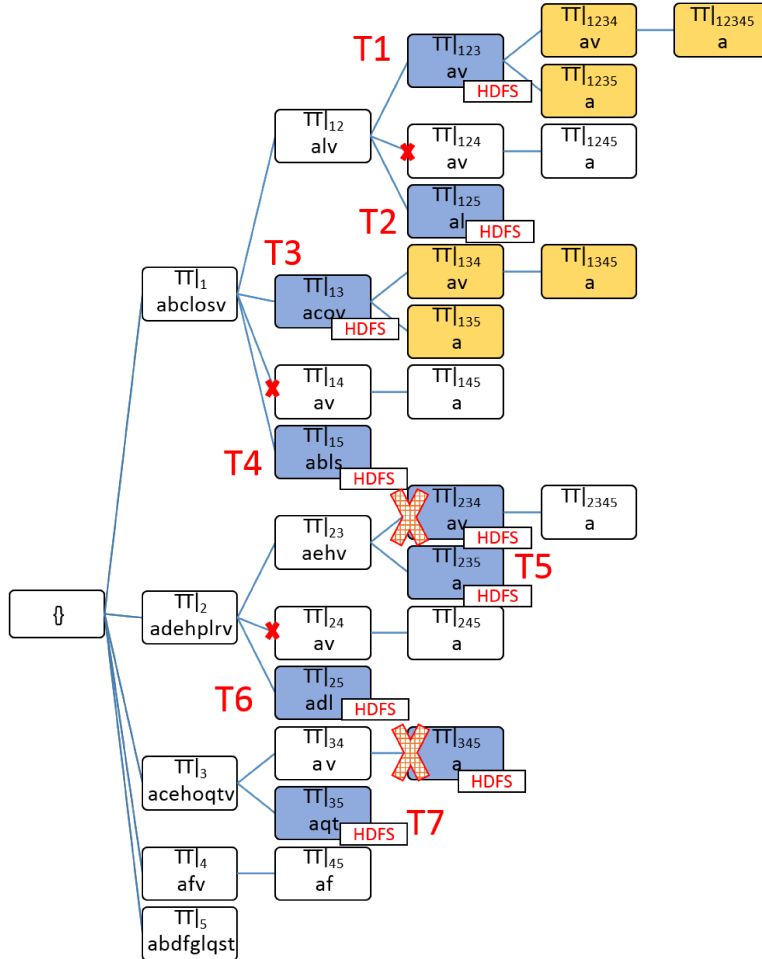 TT|1234
av
TT|12345
a
T1
TT|123
av
HDFS
TT|1235
a
TT|12
alv
TT|124
av
TT|1245
a
T2
TT|125
al
HDFS
T3
TT|134
av
TT|1345
a
TT|1
abclosv
TT|13
acov
HDFS
TT|135
a
TT|14
av
TT|145
a
T4
TT|15
abls
HDFS
TT|234
av
HDFS
TT|2345
a
TT|23
aehv
TT|235
a
HDFS
T5
{}
TT|2
adehplrv
TT|24
av
TT|245
a
T6
TT|25
adl
HDFS
TT|34
av
TT|345
a
HDFS
TT|3
acehoqtv
TT|35
aqt
HDFS
T7
TT|4
afv
TT|45
af
TT|5
abdfglqst